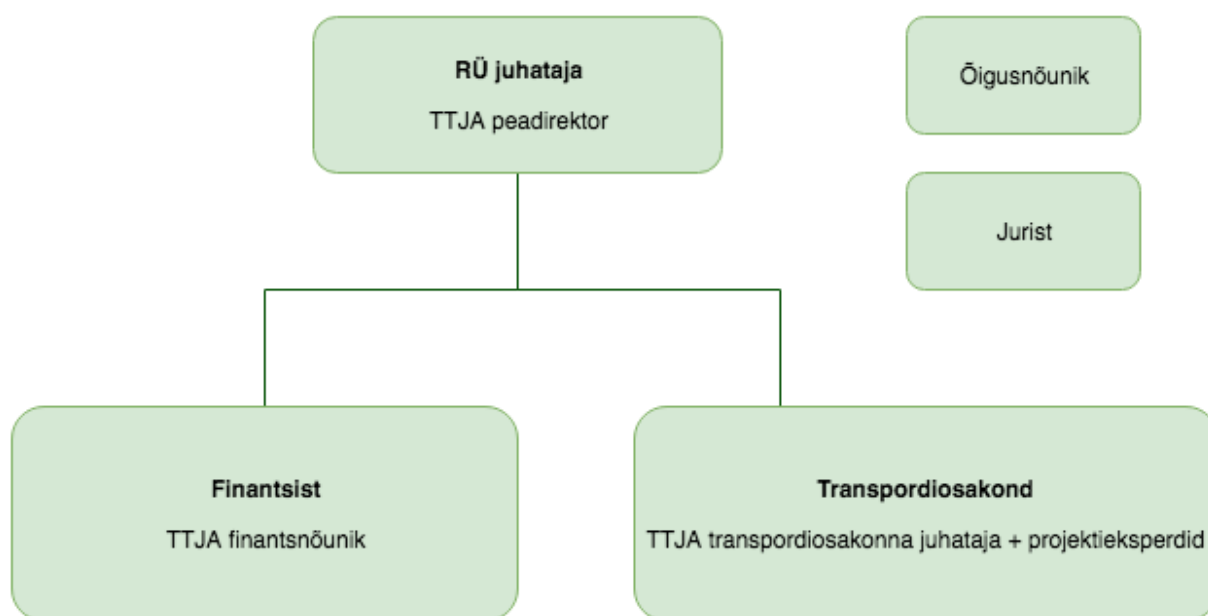 RÜ juhataja
TTJA peadirektor
Õigusnõunik
Jurist
Finantsist
TTJA finantsnõunik
Transpordiosakond
TTJA transpordiosakonna juhataja + projektieksperdid